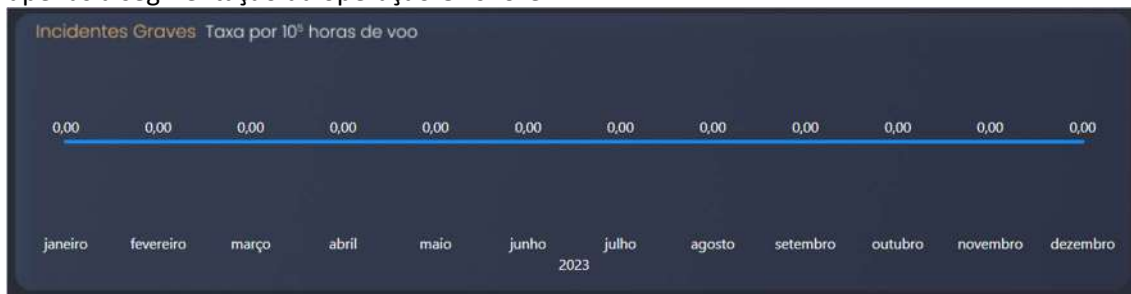 Incidentes Graves Taxa por 10⁵ horas de voo
0,00 0,00 0,00 0,00 0,00 0,00 0,00 0,00 0,00 0,00 0,00 0,00
janeiro fevereiro março abril maio junho julho agosto setembro outubro novembro dezembro
2023